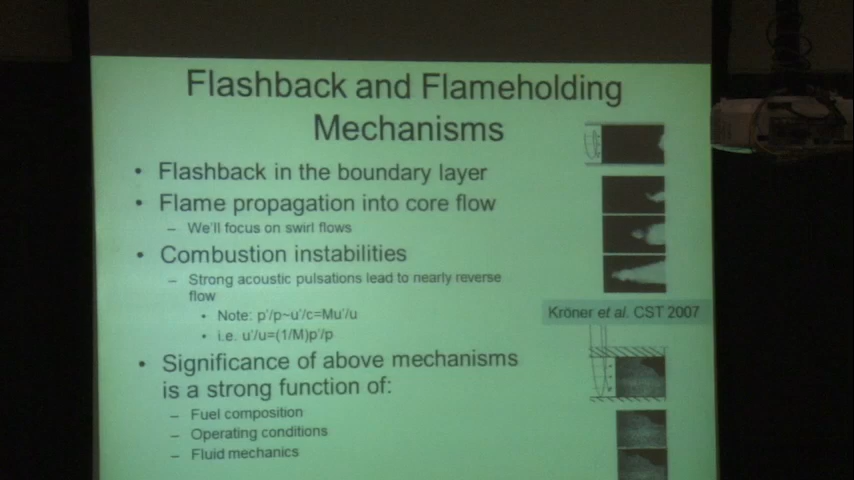 Flashback and Flameholding
Mechanisms
• Flashback in the boundary layer
• Flame propagation into core flow
– We'll focus on swirl flows
• Combustion instabilities
– Strong acoustic pulsations lead to nearly reverse
flow
• Note: p'/p~u'/c=Mu'/u
• i.e. u'/u=(1/M)p'/p
• Significance of above mechanisms
is a strong function of:
– Fuel composition
– Operating conditions
– Fluid mechanics
Kröner et al. CST 2007